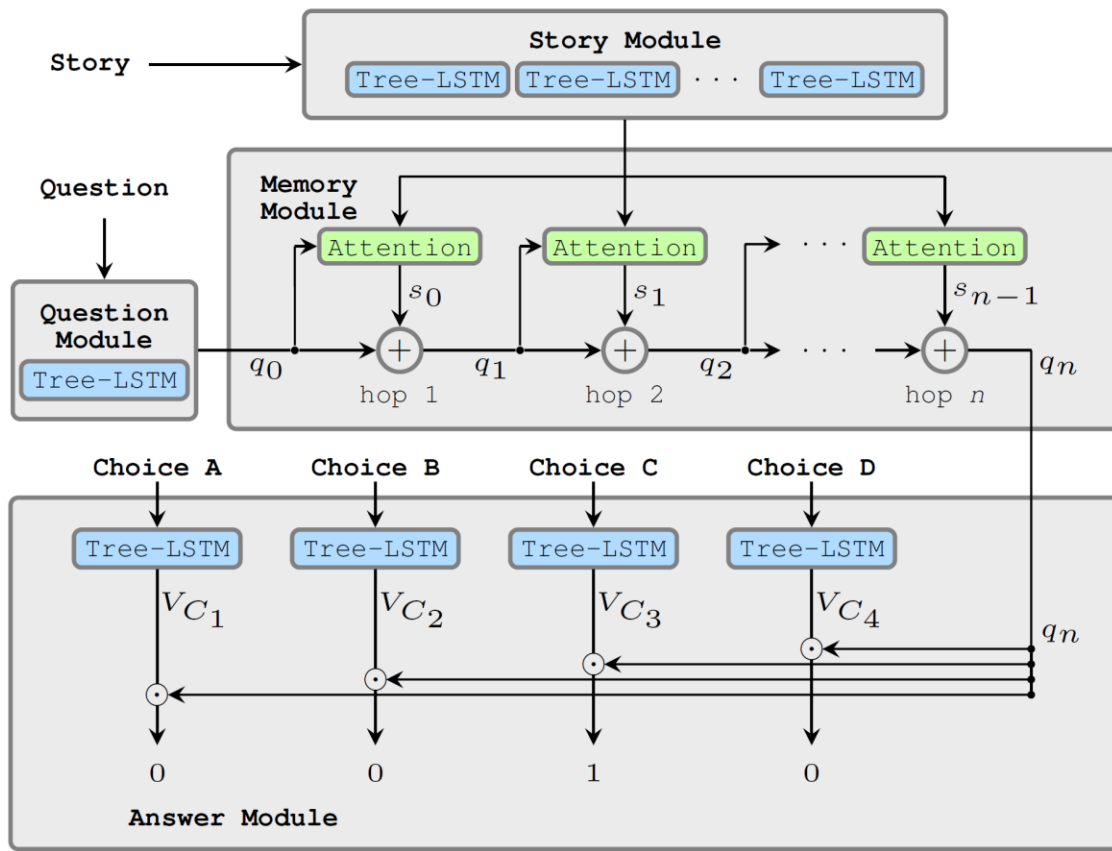 Story Module
Story
Tree-LSTM Tree-LSTM ··· Tree-LSTM
Question
Memory
Module
Attention Attention ··· Attention
s0 s1 sn−1
Question
Module
Tree-LSTM
+ + ··· +
q0 q1 q2 qn
hop 1 hop 2 hop n
Choice A Choice B Choice C Choice D
Tree-LSTM Tree-LSTM Tree-LSTM Tree-LSTM
VC1 VC2 VC3 VC4
qn
0 0 1 0
Answer Module